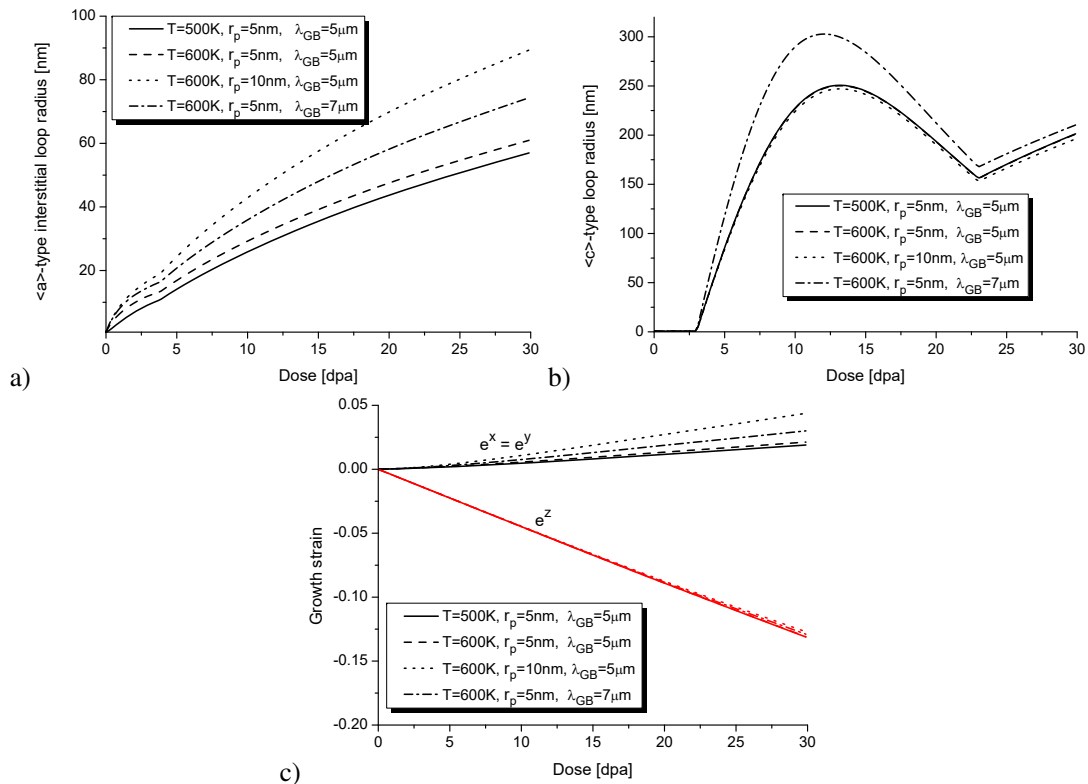 T=500K, r_p=5nm, λ_GB=5μm
T=600K, r_p=5nm, λ_GB=5μm
T=600K, r_p=10nm, λ_GB=5μm
T=600K, r_p=5nm, λ_GB=7μm
<a>-type interstitial loop radius [nm]
100
80
60
40
20
0 5 10 15 20 25 30
Dose [dpa]
a)
<c>-type loop radius [nm]
300
250
200
150
100
50
0
T=500K, r_p=5nm, λ_GB=5μm
T=600K, r_p=5nm, λ_GB=5μm
T=600K, r_p=10nm, λ_GB=5μm
T=600K, r_p=5nm, λ_GB=7μm
0 5 10 15 20 25 30
Dose [dpa]
b)
Growth strain
0.05
0.00
-0.05
-0.10
-0.15
-0.20
e^x = e^y
e^z
T=500K, r_p=5nm, λ_GB=5μm
T=600K, r_p=5nm, λ_GB=5μm
T=600K, r_p=10nm, λ_GB=5μm
T=600K, r_p=5nm, λ_GB=7μm
0 5 10 15 20 25 30
Dose [dpa]
c)